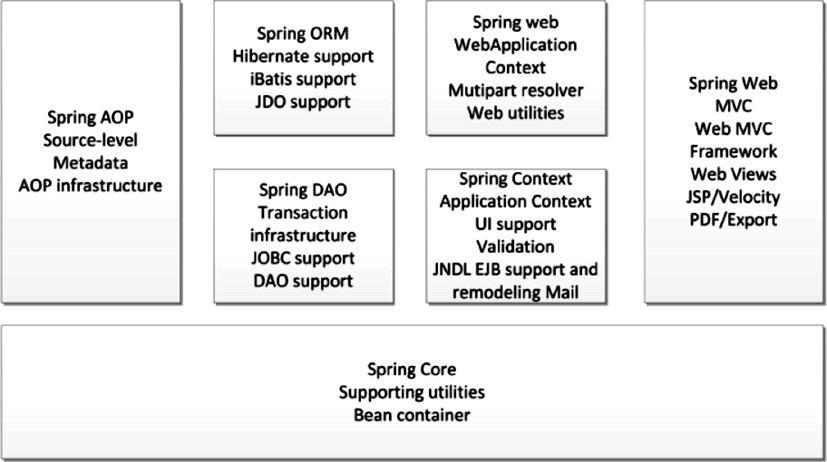 Spring AOP
Source-level
Metadata
AOP infrastructure
Spring ORM
Hibernate support
iBatis support
JDO support
Spring web
WebApplication
Context
Mutipart resolver
Web utilities
Spring Web
MVC
Web MVC
Framework
Web Views
JSP/Velocity
PDF/Export
Spring DAO
Transaction
infrastructure
JOBC support
DAO support
Spring Context
Application Context
UI support
Validation
JNDL EJB support and
remodeling Mail
Spring Core
Supporting utilities
Bean container